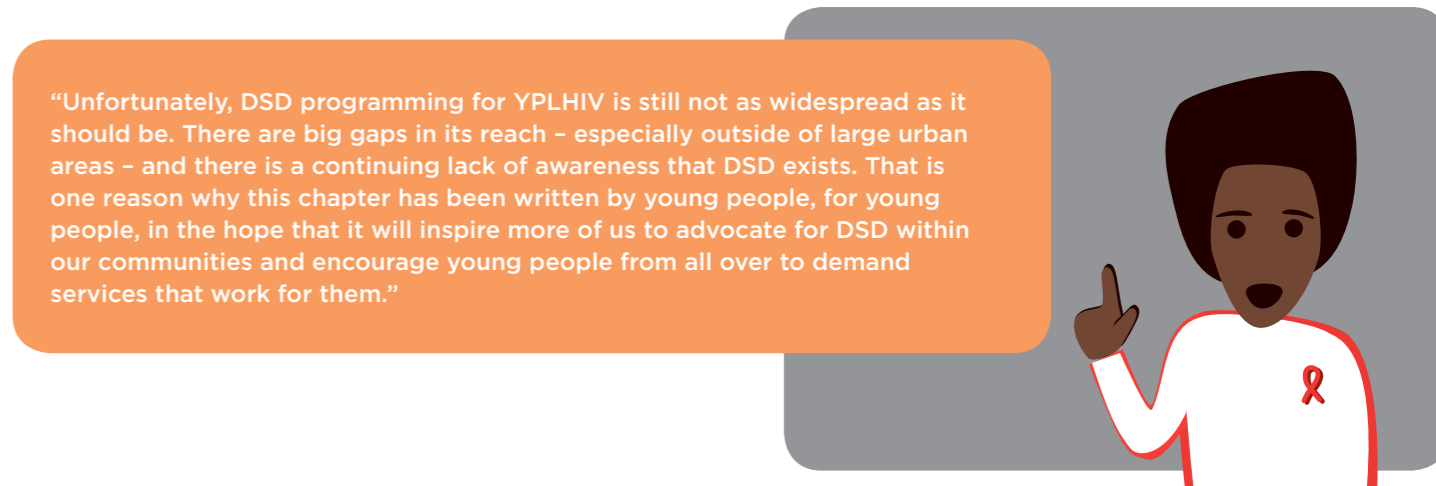 “Unfortunately, DSD programming for YPLHIV is still not as widespread as it
should be. There are big gaps in its reach – especially outside of large urban
areas – and there is a continuing lack of awareness that DSD exists. That is
one reason why this chapter has been written by young people, for young
people, in the hope that it will inspire more of us to advocate for DSD within
our communities and encourage young people from all over to demand
services that work for them.”